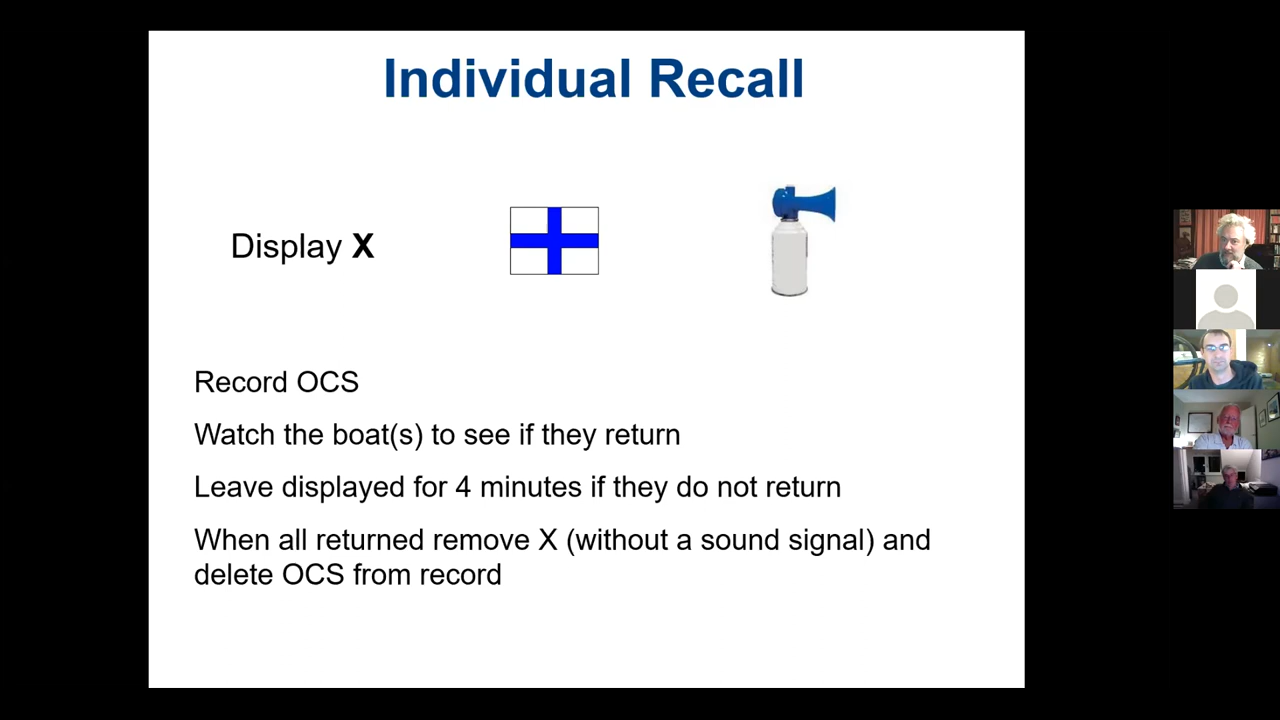 Individual Recall
Display X
Record OCS
Watch the boat(s) to see if they return
Leave displayed for 4 minutes if they do not return
When all returned remove X (without a sound signal) and
delete OCS from record